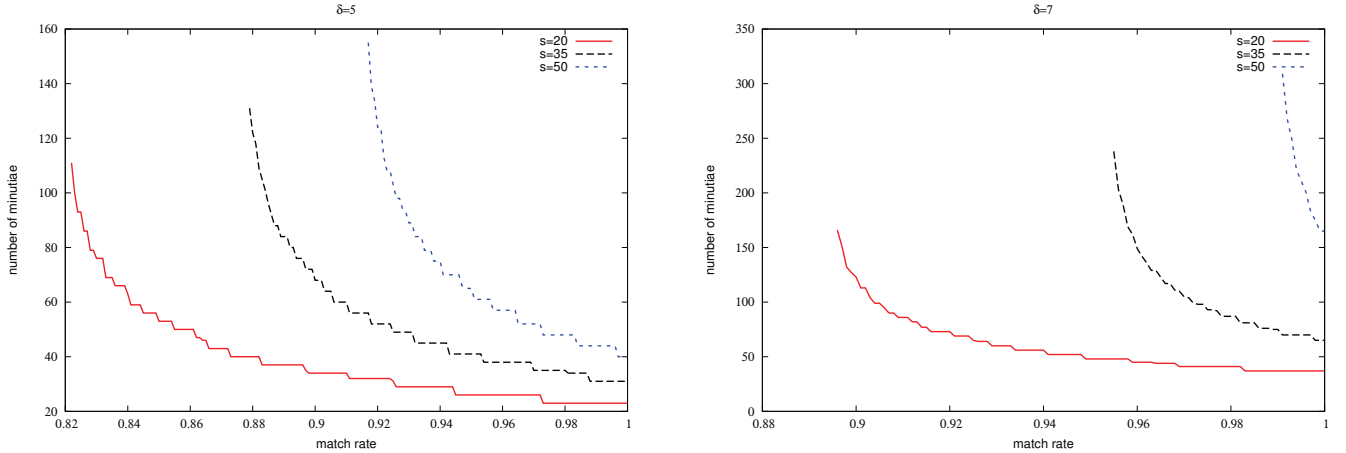 δ=5
s=20
s=35
s=50
160
140
120
100
80
60
40
20
number of minutiae
0.82
0.84
0.86
0.88
0.9
0.92
0.94
0.96
0.98
1
match rate
δ=7
s=20
s=35
s=50
350
300
250
200
150
100
50
0
number of minutiae
0.88
0.9
0.92
0.94
0.96
0.98
1
match rate